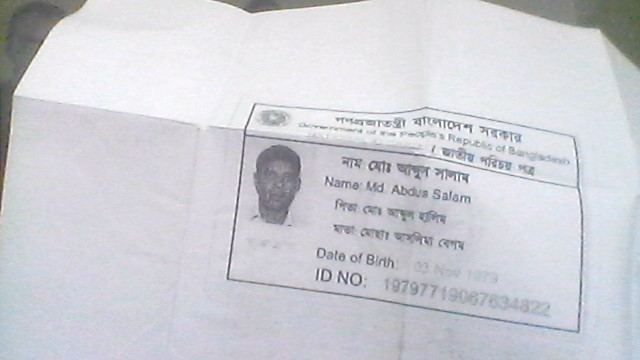 গণপ্রজাতন্ত্রী বাংলাদেশ সরকার
Government of the People's Republic of Bangladesh
/ জাতীয় পরিচয় পত্র
নাম: মোঃ আব্দুল সালাম
Name: Md. Abdus Salam
পিতা: মোঃ আব্দুল হালিম
মাতা: মোছাঃ আসলিমা বেগম
Date of Birth: 03 Nov 1979
ID NO: 19797719067634822